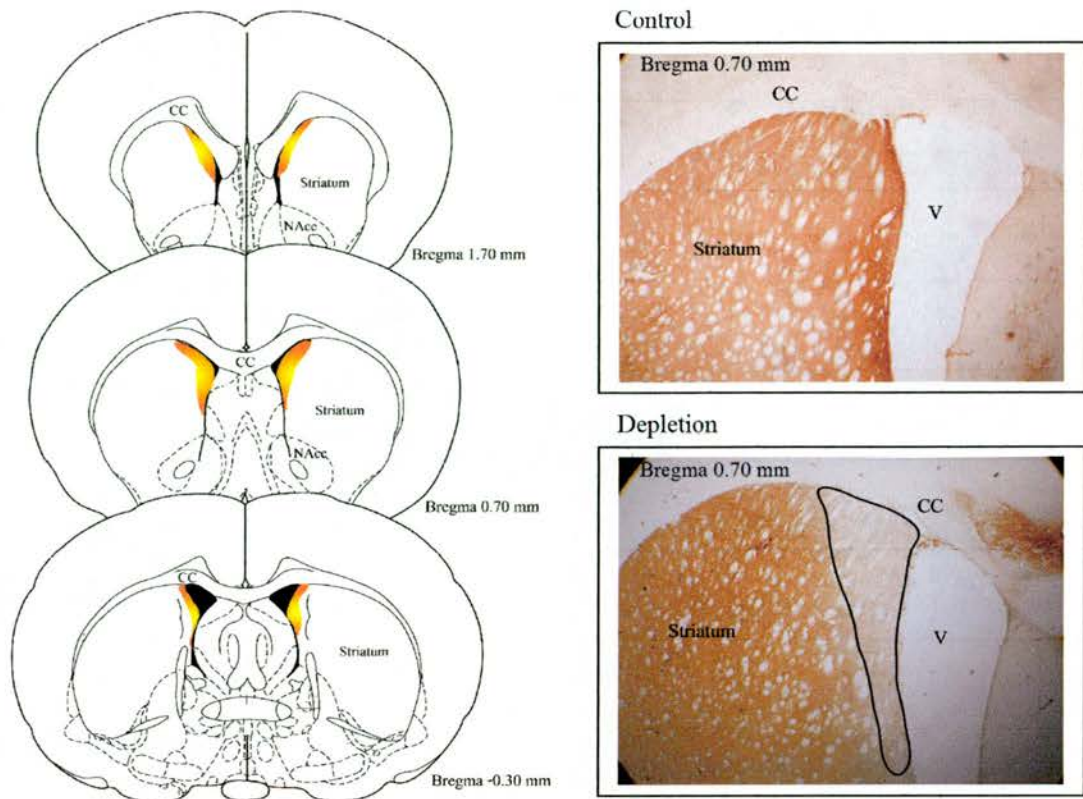 CC
Striatum
NAcc
Bregma 1.70 mm
CC
Striatum
NAcc
Bregma 0.70 mm
CC
Striatum
Bregma -0.30 mm
Control
Bregma 0.70 mm
CC
V
Striatum
Depletion
Bregma 0.70 mm
CC
Striatum
V